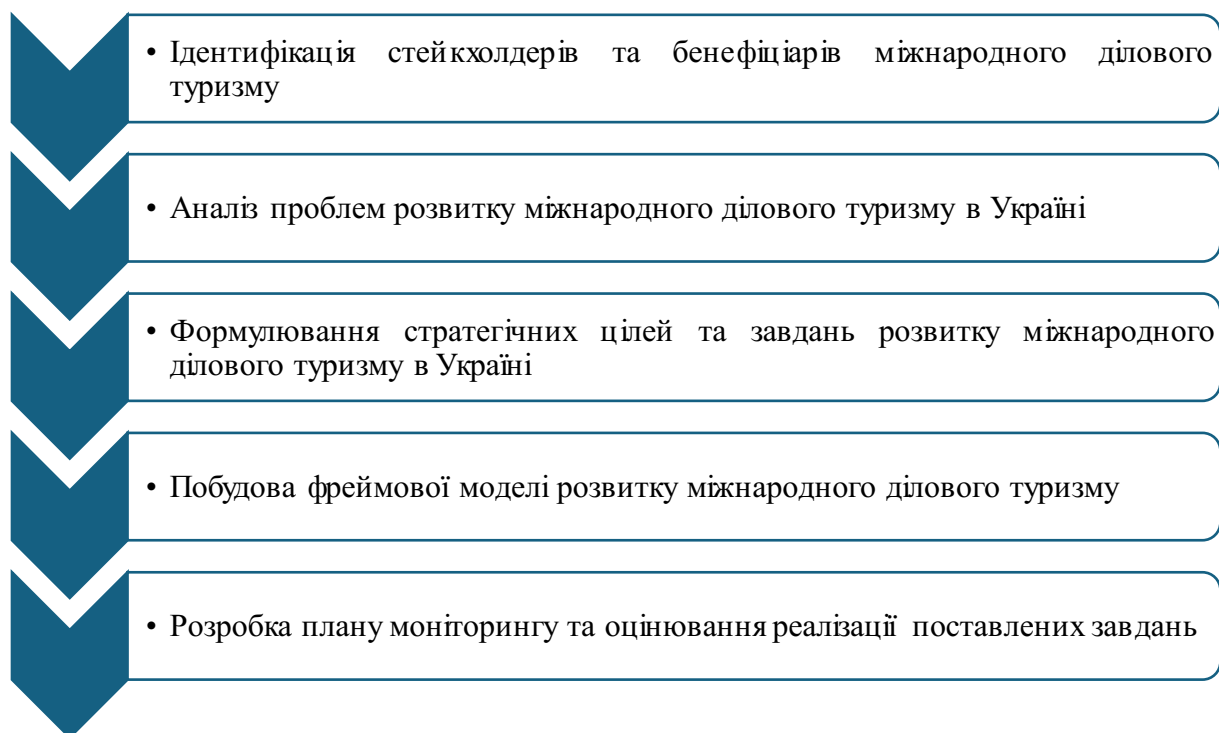 • Ідентифікація стейкхолдерів та бенефіціарів міжнародного ділового
туризму
• Аналіз проблем розвитку міжнародного ділового туризму в Україні
• Формулювання стратегічних цілей та завдань розвитку міжнародного
ділового туризму в Україні
• Побудова фреймової моделі розвитку міжнародного ділового туризму
• Розробка плану моніторингу та оцінювання реалізації поставлених завдань